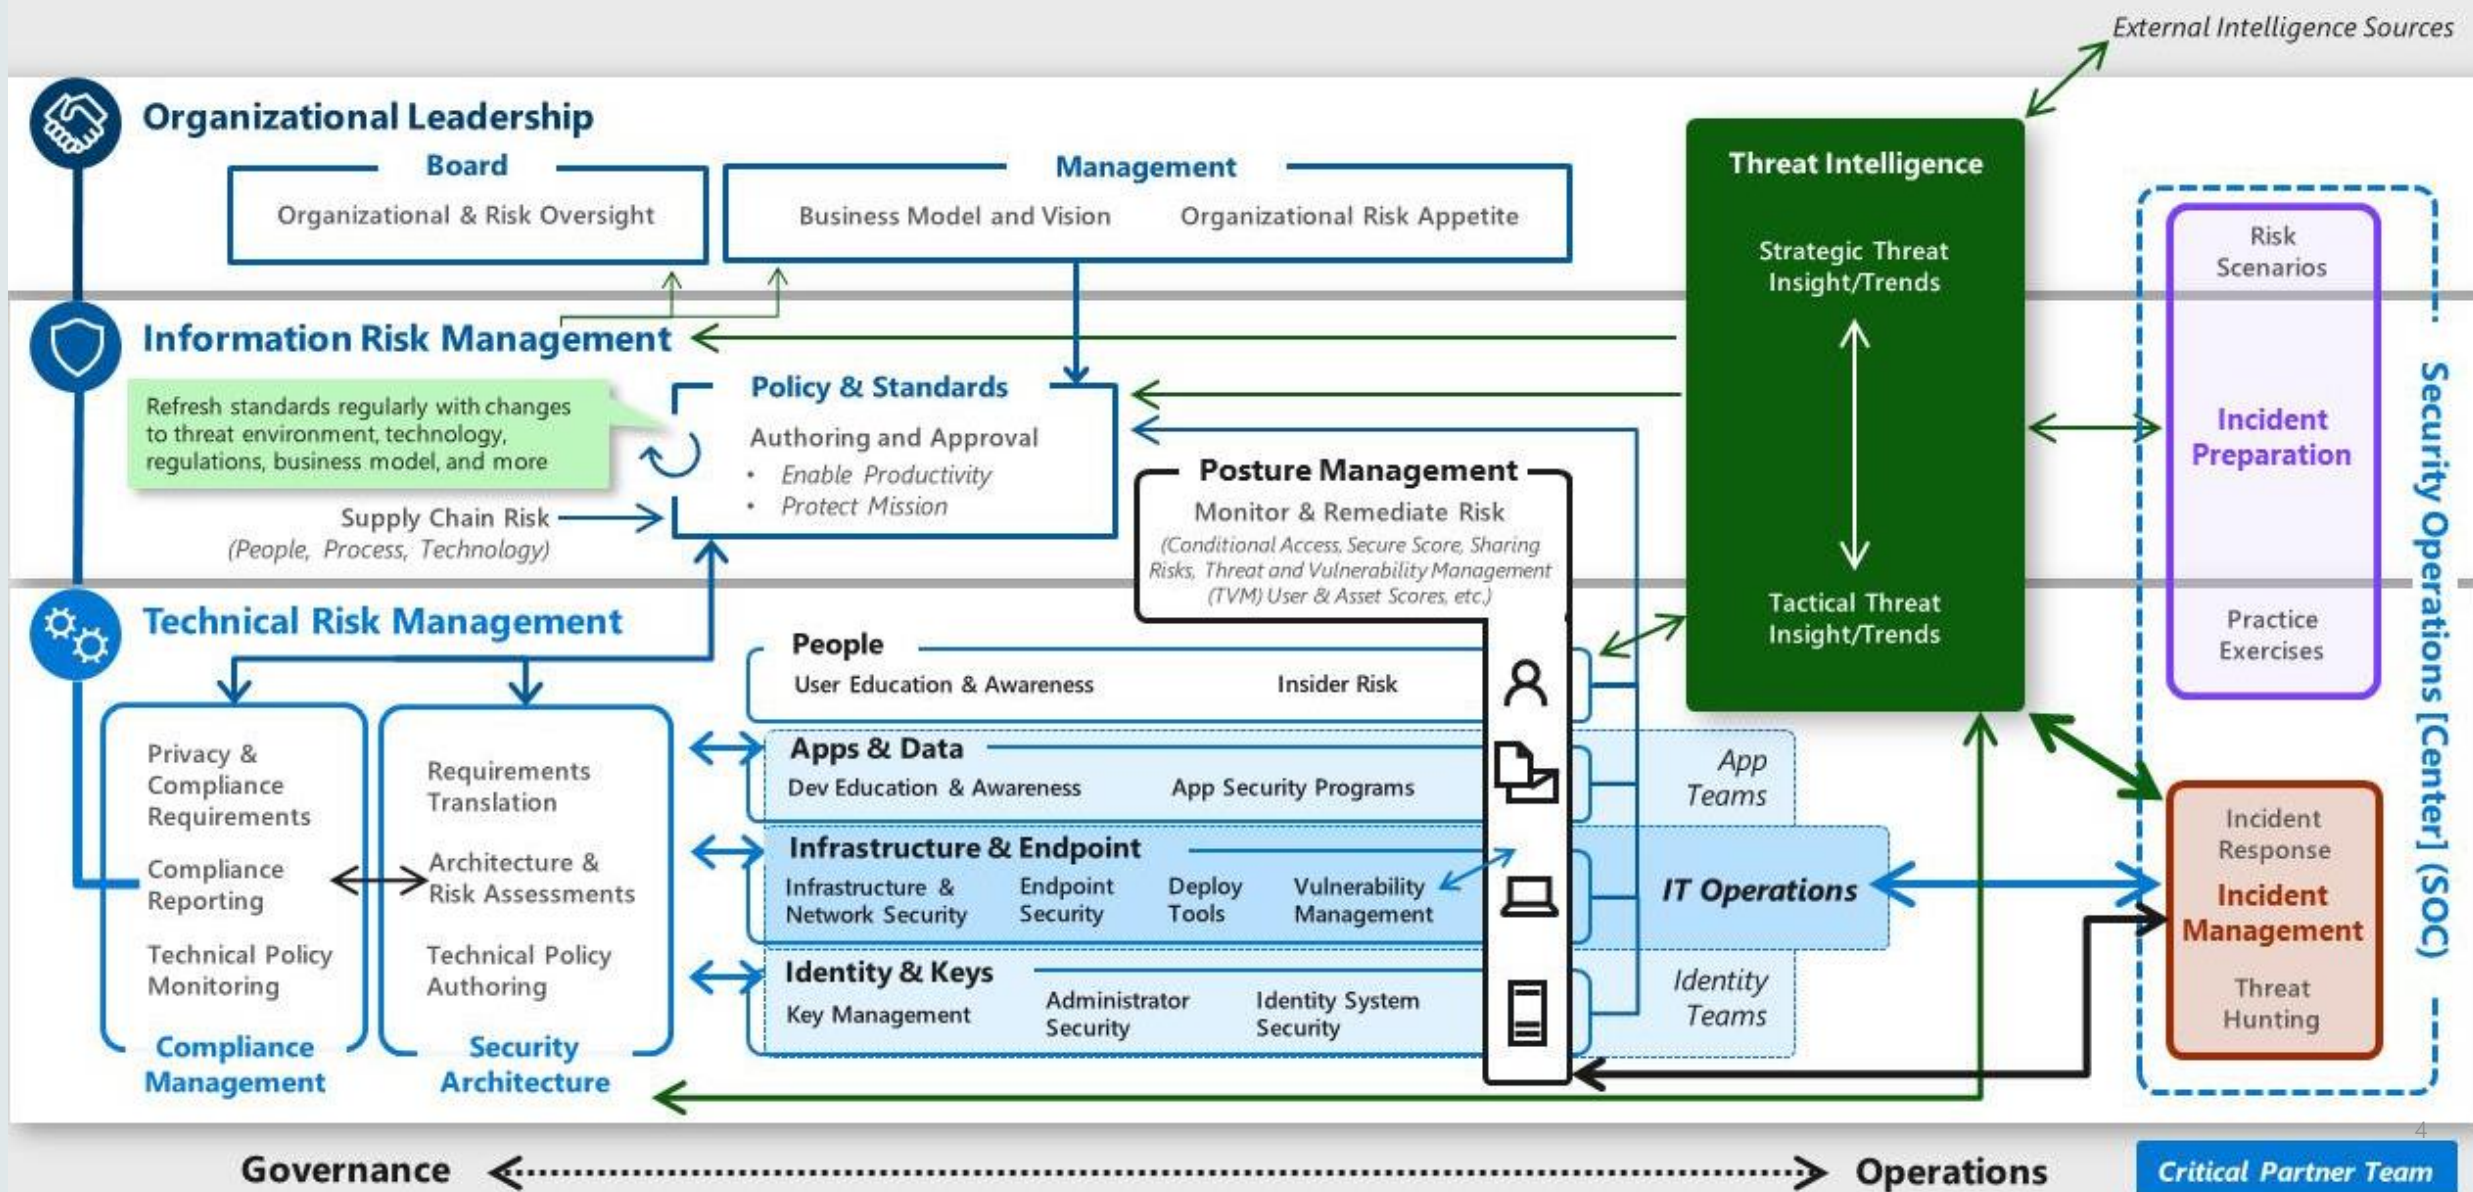 External Intelligence Sources
Organizational Leadership
Board
Organizational & Risk Oversight
Management
Business Model and Vision
Organizational Risk Appetite
Threat Intelligence
Strategic Threat
Insight/Trends
Tactical Threat
Insight/Trends
Information Risk Management
Refresh standards regularly with changes
to threat environment, technology,
regulations, business model, and more
Policy & Standards
Authoring and Approval
• Enable Productivity
• Protect Mission
Supply Chain Risk
(People, Process, Technology)
Posture Management
Monitor & Remediate Risk
(Conditional Access, Secure Score, Sharing
Risks, Threat and Vulnerability Management
(TVM) User & Asset Scores, etc.)
Technical Risk Management
Privacy &
Compliance
Requirements
Compliance
Reporting
Technical Policy
Monitoring
Compliance
Management
Requirements
Translation
Architecture &
Risk Assessments
Technical Policy
Authoring
Security
Architecture
People
User Education & Awareness
Insider Risk
Apps & Data
Dev Education & Awareness
App Security Programs
App
Teams
Infrastructure & Endpoint
Infrastructure &
Network Security
Endpoint
Security
Deploy
Tools
Vulnerability
Management
IT Operations
Identity & Keys
Key Management
Administrator
Security
Identity System
Security
Identity
Teams
Risk
Scenarios
Incident
Preparation
Practice
Exercises
Incident
Response
Incident
Management
Threat
Hunting
Security Operations [Center] (SOC)
4
Governance
Operations
Critical Partner Team